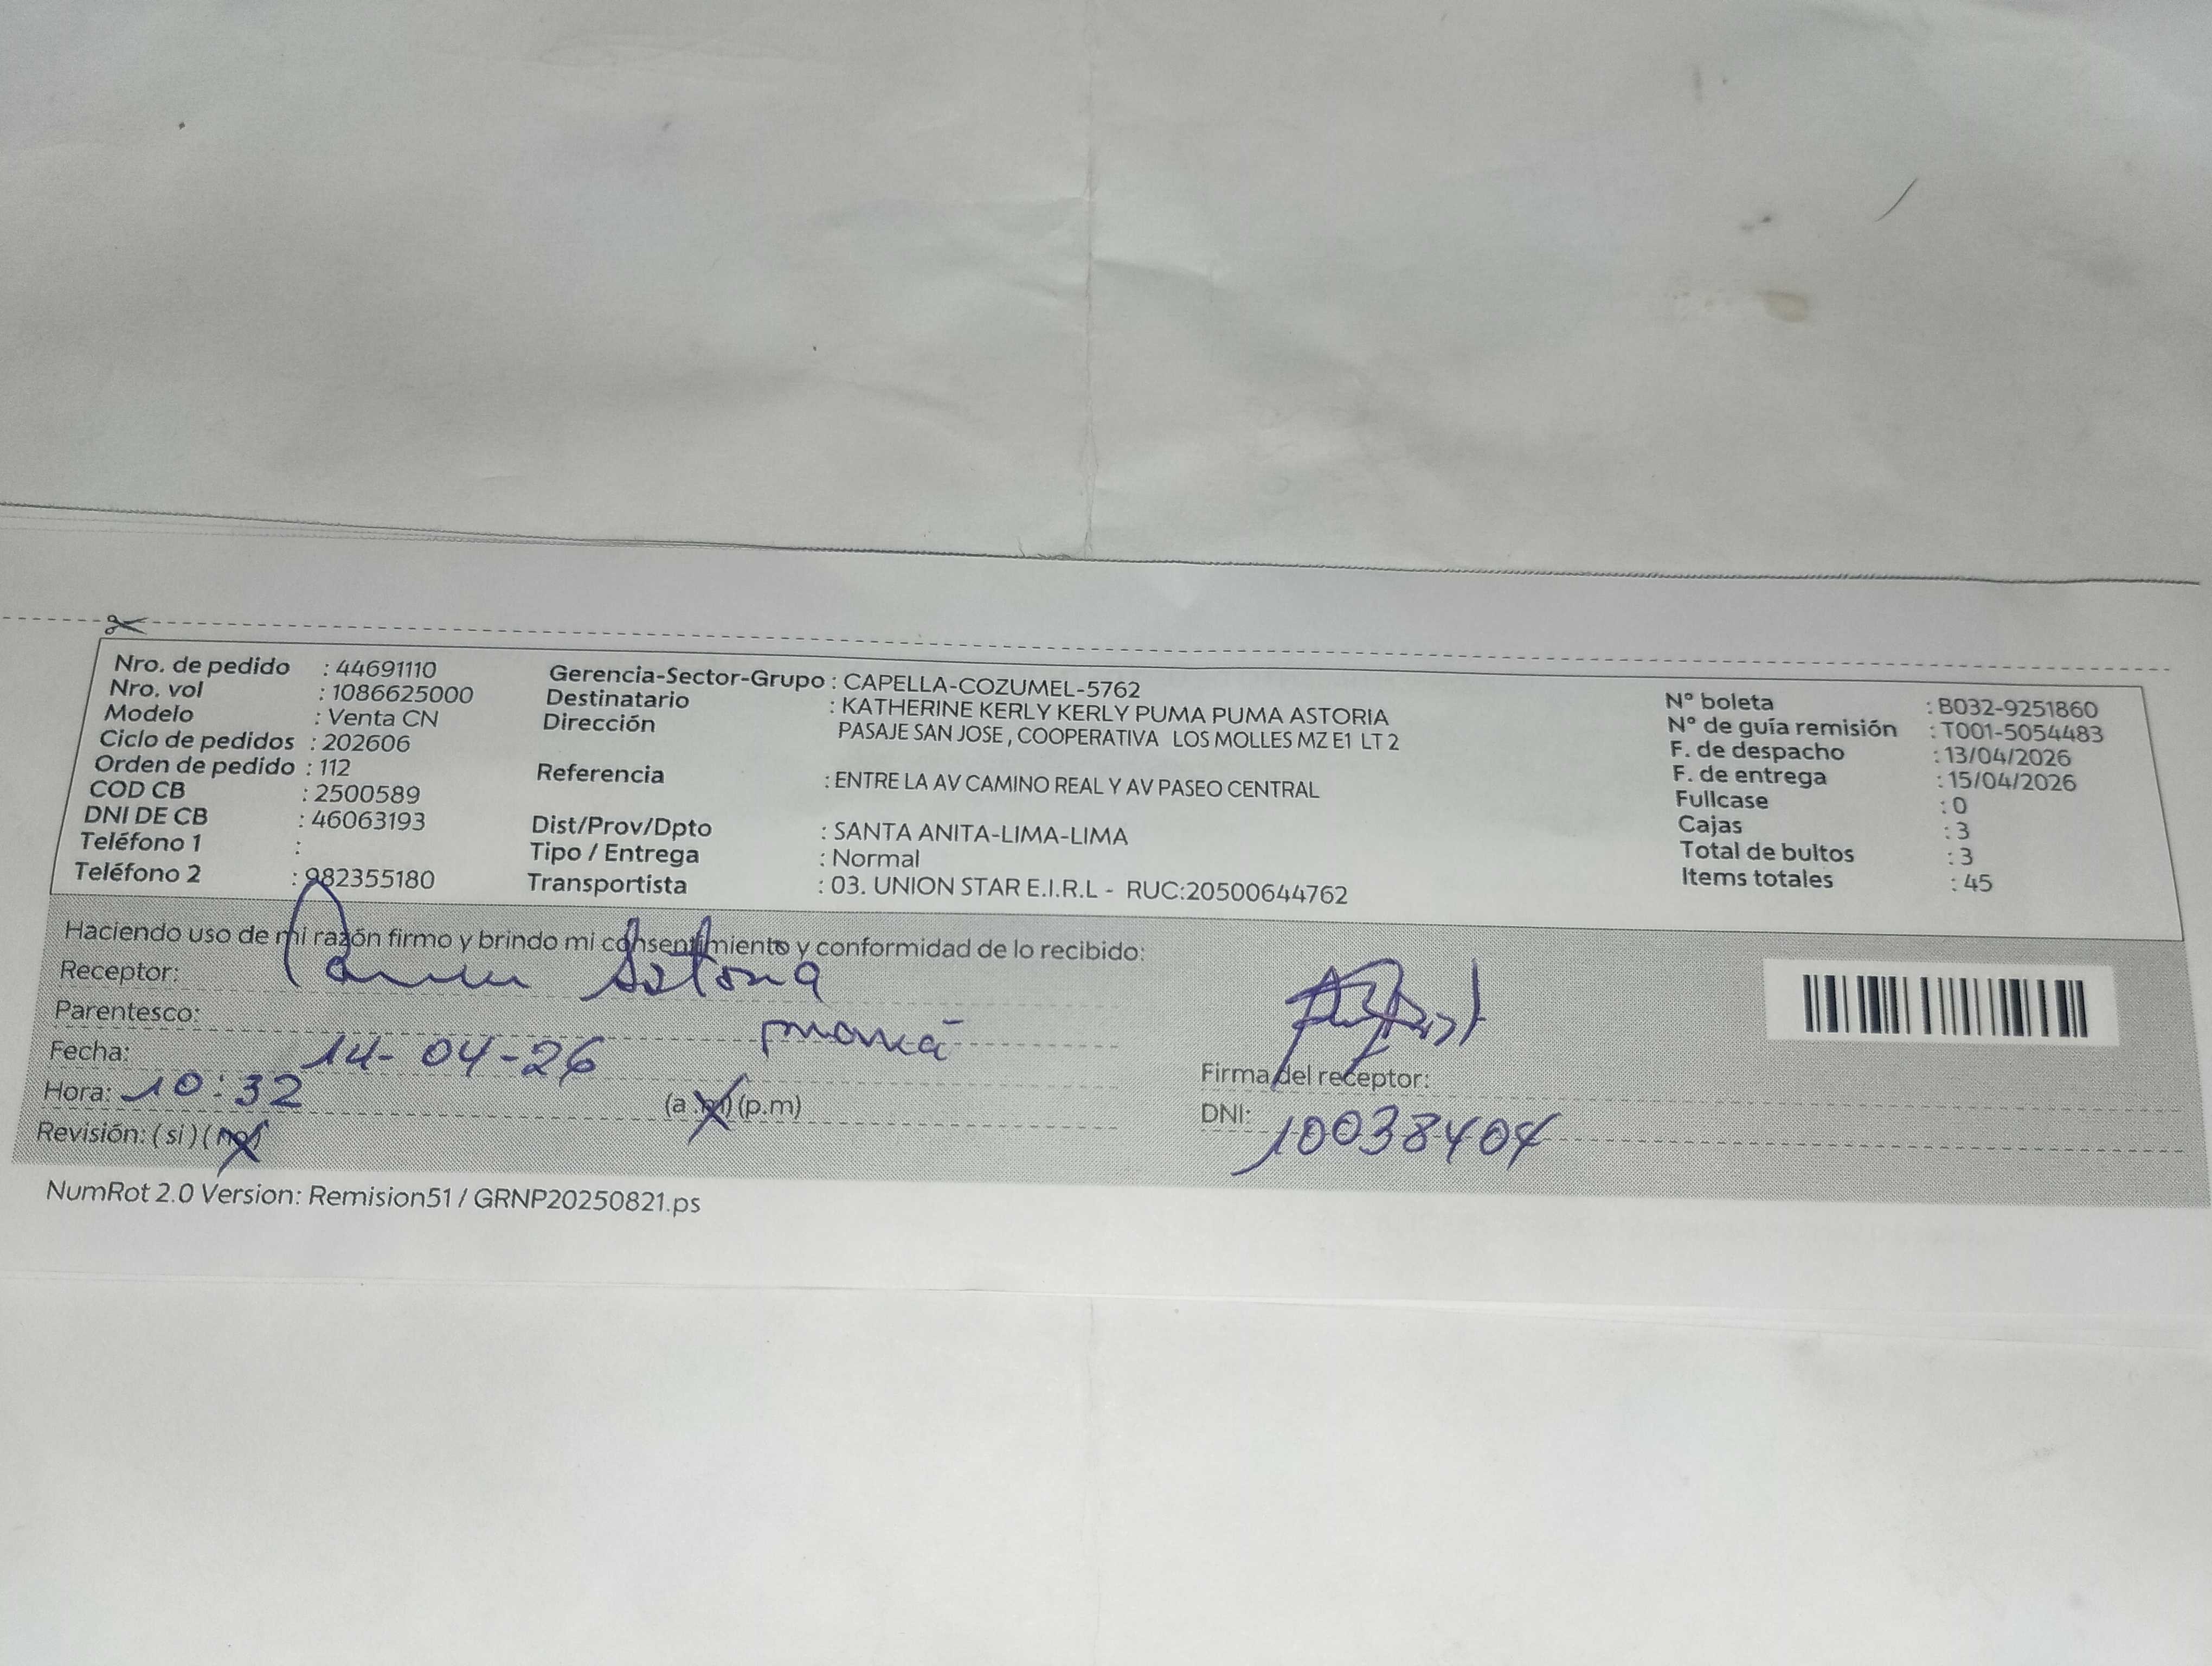 Nro. de pedido : 44691110
Nro. vol : 1086625000
Modelo : Venta CN
Ciclo de pedidos : 202606
Orden de pedido : 112
COD CB : 2500589
DNI DE CB : 46063193
Teléfono 1 :
Teléfono 2 : 982355180
Gerencia-Sector-Grupo : CAPELLA-COZUMEL-5762
Destinatario : KATHERINE KERLY KERLY PUMA PUMA ASTORIA
Dirección PASAJE SAN JOSE , COOPERATIVA LOS MOLLES MZ E1 LT 2
Referencia : ENTRE LA AV CAMINO REAL Y AV PASEO CENTRAL
Dist/Prov/Dpto : SANTA ANITA-LIMA-LIMA
Tipo / Entrega : Normal
Transportista : 03. UNION STAR E.I.R.L - RUC:20500644762
N° boleta : B032-9251860
N° de guía remisión : T001-5054483
F. de despacho : 13/04/2026
F. de entrega : 15/04/2026
Fullcase : 0
Cajas : 3
Total de bultos : 3
Items totales : 45
Haciendo uso de mi razón firmo y brindo mi consentimiento y conformidad de lo recibido:
Receptor:
Parentesco: mamá
Fecha: 14-04-26
Hora: 10:32 (a.m) (p.m)
Revisión: (si) (no)
Firma del receptor:
DNI: 10038404
NumRot 2.0 Version: Remision51 / GRNP20250821.ps